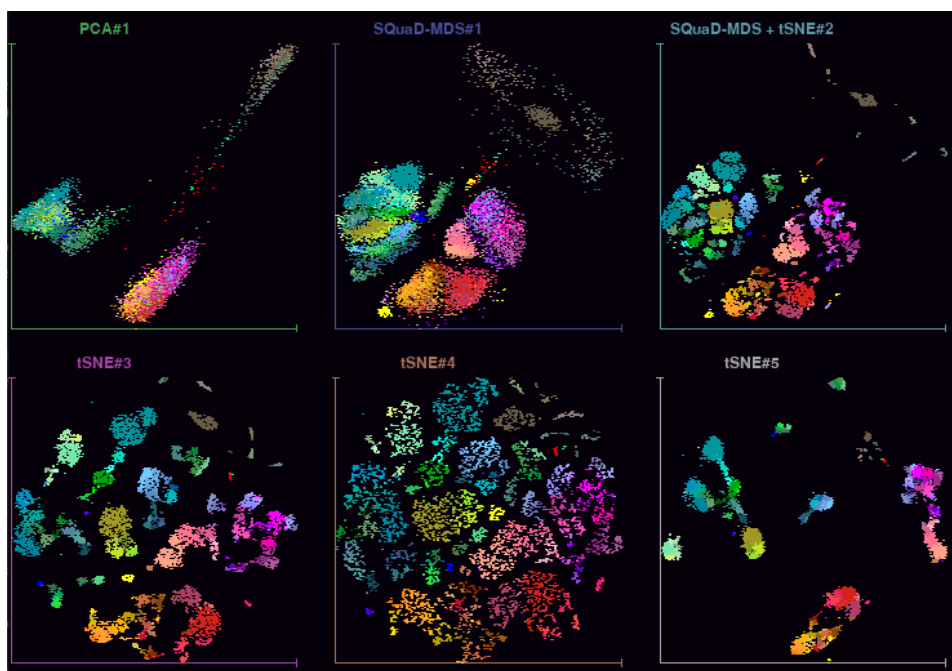 PCA#1
SQuaD-MDS#1
SQuaD-MDS + tSNE#2
tSNE#3
tSNE#4
tSNE#5